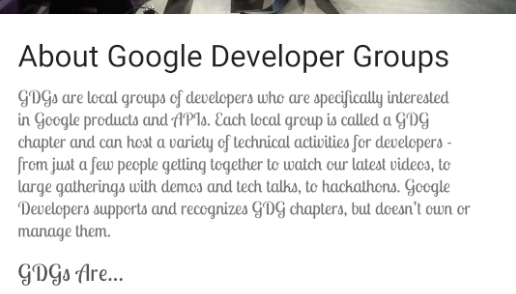 About Google Developer Groups
GDGs are local groups of developers who are specifically interested
in Google products and APIs. Each local group is called a GDG
chapter and can host a variety of technical activities for developers -
from just a few people getting together to watch our latest videos, to
large gatherings with demos and tech talks, to hackathons. Google
Developers supports and recognizes GDG chapters, but doesn't own or
manage them.
GDGs Are...